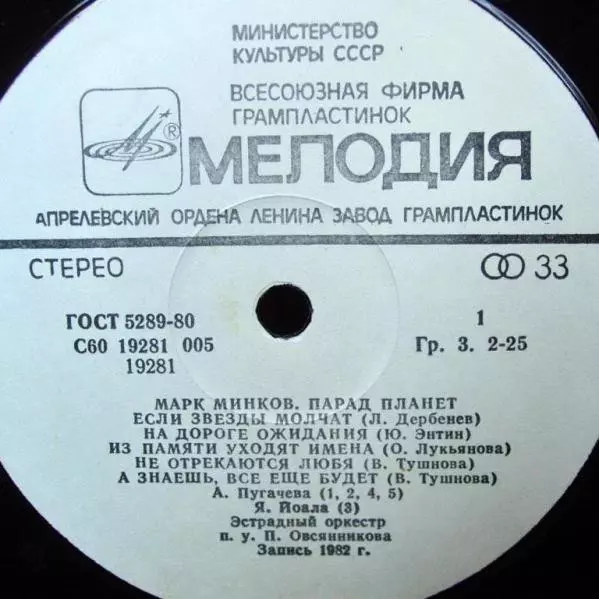 МИНИСТЕРСТВО
КУЛЬТУРЫ СССР
ВСЕСОЮЗНАЯ ФИРМА
ГРАМПЛАСТИНОК
® МЕЛОДИЯ
АПРЕЛЕВСКИЙ ОРДЕНА ЛЕНИНА ЗАВОД ГРАМПЛАСТИНОК
СТЕРЕО 33
ГОСТ 5289-80 1
С60 19281 005 Гр. 3. 2-25
19281
МАРК МИНКОВ. ПАРАД ПЛАНЕТ
ЕСЛИ ЗВЕЗДЫ МОЛЧАТ (Л. Дербенев)
НА ДОРОГЕ ОЖИДАНИЯ (Ю. Энтин)
ИЗ ПАМЯТИ УХОДЯТ ИМЕНА (О. Лукьянова)
НЕ ОТРЕКАЮТСЯ ЛЮБЯ (В. Тушнова)
А ЗНАЕШЬ, ВСЕ ЕЩЕ БУДЕТ (В. Тушнова)
А. Пугачева (1, 2, 4, 5)
Я. Йоала (3)
Эстрадный оркестр
п. у. П. Овсянникова
Запись 1982 г.